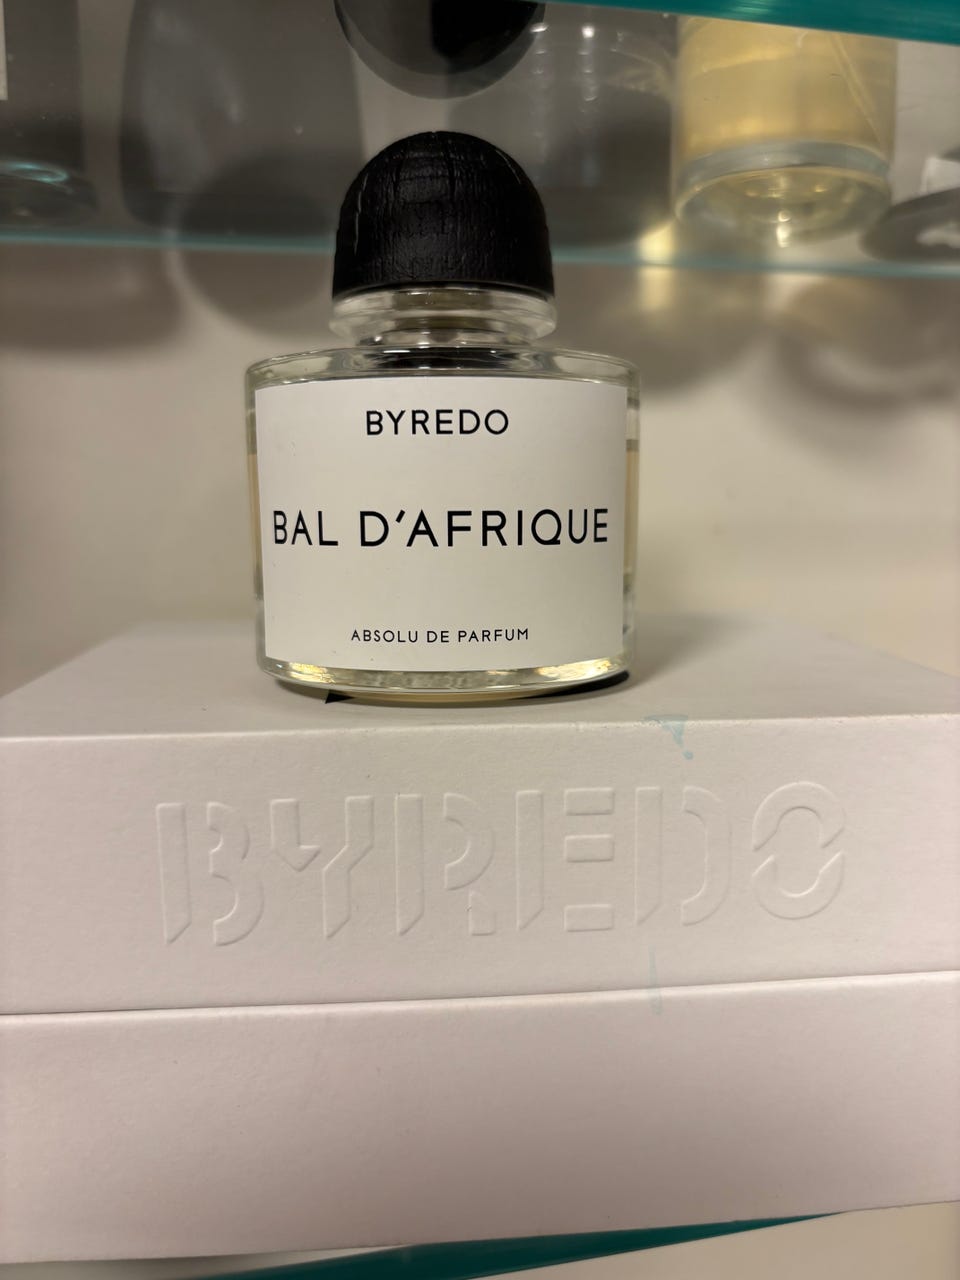 BYREDO
BAL D'AFRIQUE
ABSOLU DE PARFUM
BYREDO